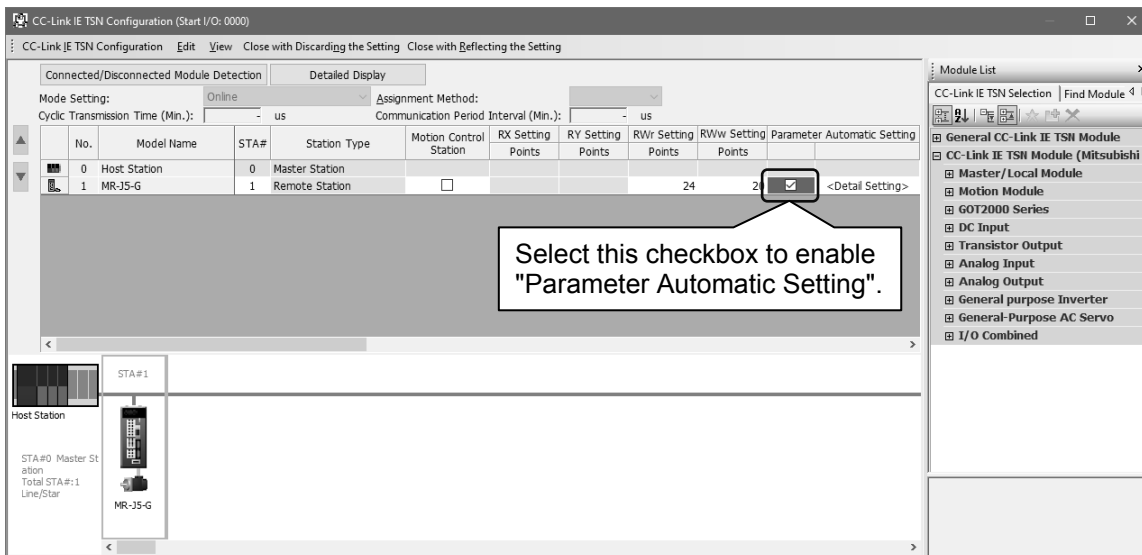 CC-Link IE TSN Configuration (Start I/O: 0000)
CC-Link IE TSN Configuration Edit View Close with Discarding the Setting Close with Reflecting the Setting
Connected/Disconnected Module Detection Detailed Display
Mode Setting: Online Assignment Method:
Cyclic Transmission Time (Min.): - us Communication Period Interval (Min.): - us
No. Model Name STA# Station Type Motion Control Station RX Setting RY Setting RWr Setting RWw Setting Parameter Automatic Setting
Points Points Points Points
0 Host Station 0 Master Station
1 MR-J5-G 1 Remote Station 24 20 <Detail Setting>
Select this checkbox to enable
"Parameter Automatic Setting".
STA#1
Host Station
STA#0 Master St
ation
Total STA#:1
Line/Star
MR-J5-G
Module List
CC-Link IE TSN Selection Find Module
General CC-Link IE TSN Module
CC-Link IE TSN Module (Mitsubishi
Master/Local Module
Motion Module
GOT2000 Series
DC Input
Transistor Output
Analog Input
Analog Output
General purpose Inverter
General-Purpose AC Servo
I/O Combined